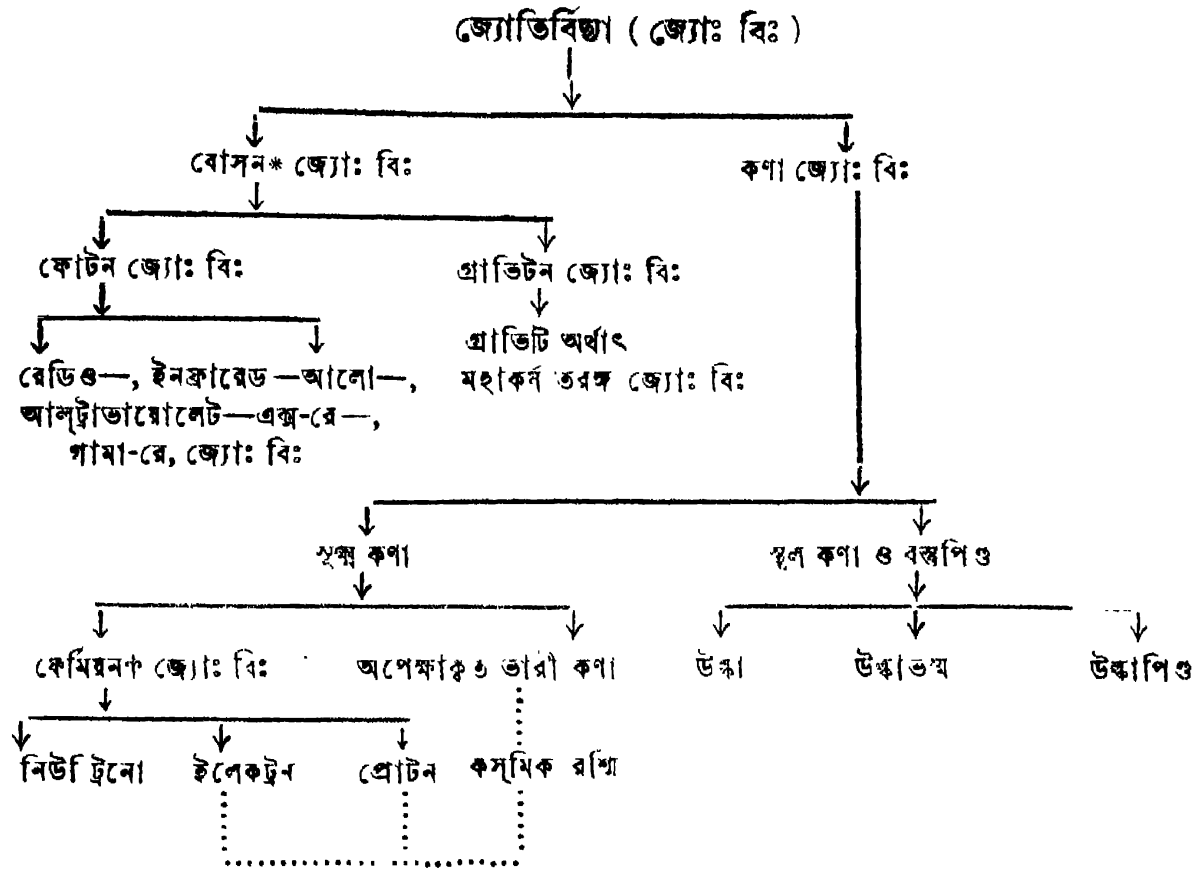 জ্যোতির্বিদ্যা ( জ্যোঃ বিঃ )
বোসন* জ্যোঃ বিঃ
কণা জ্যোঃ বিঃ
ফোটন জ্যোঃ বিঃ
গ্রাভিটন জ্যোঃ বিঃ
গ্রাভিটি অর্থাৎ
মহাকর্ষ তরঙ্গ জ্যোঃ বিঃ
রেডিও—, ইনফ্রারেড—আলো—,
আল্ট্রাভায়োলেট—এক্স-রে—,
গামা-রে, জ্যোঃ বিঃ
সূক্ষ্ম কণা
স্থূল কণা ও বস্তুপিণ্ড
ফের্মিয়ন† জ্যোঃ বিঃ
অপেক্ষাকৃত ভারী কণা
উল্কা
উল্কাভস্ম
উল্কাপিণ্ড
নিউট্রিনো
ইলেকট্রন
প্রোটন
কস্‌মিক রশ্মি